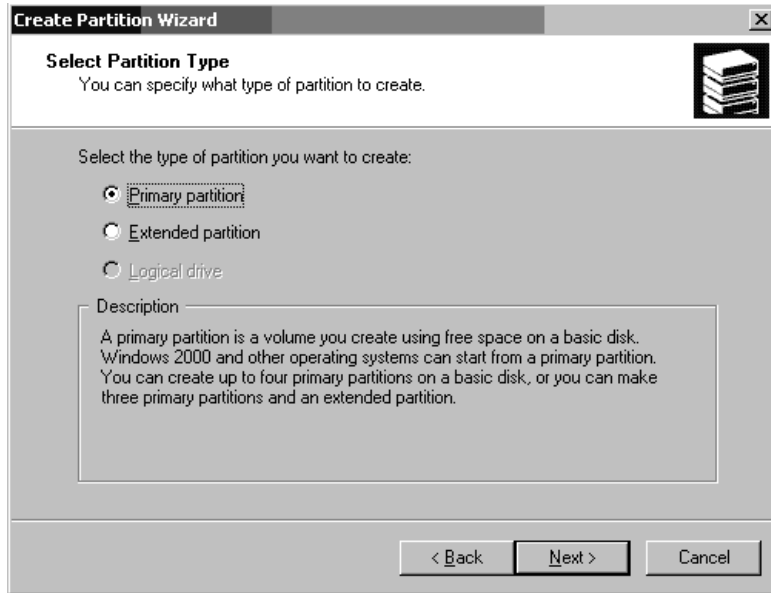 Create Partition Wizard
Select Partition Type
You can specify what type of partition to create.
Select the type of partition you want to create:
Primary partition
Extended partition
Logical drive
Description
A primary partition is a volume you create using free space on a basic disk.
Windows 2000 and other operating systems can start from a primary partition.
You can create up to four primary partitions on a basic disk, or you can make
three primary partitions and an extended partition.
< Back
Next >
Cancel